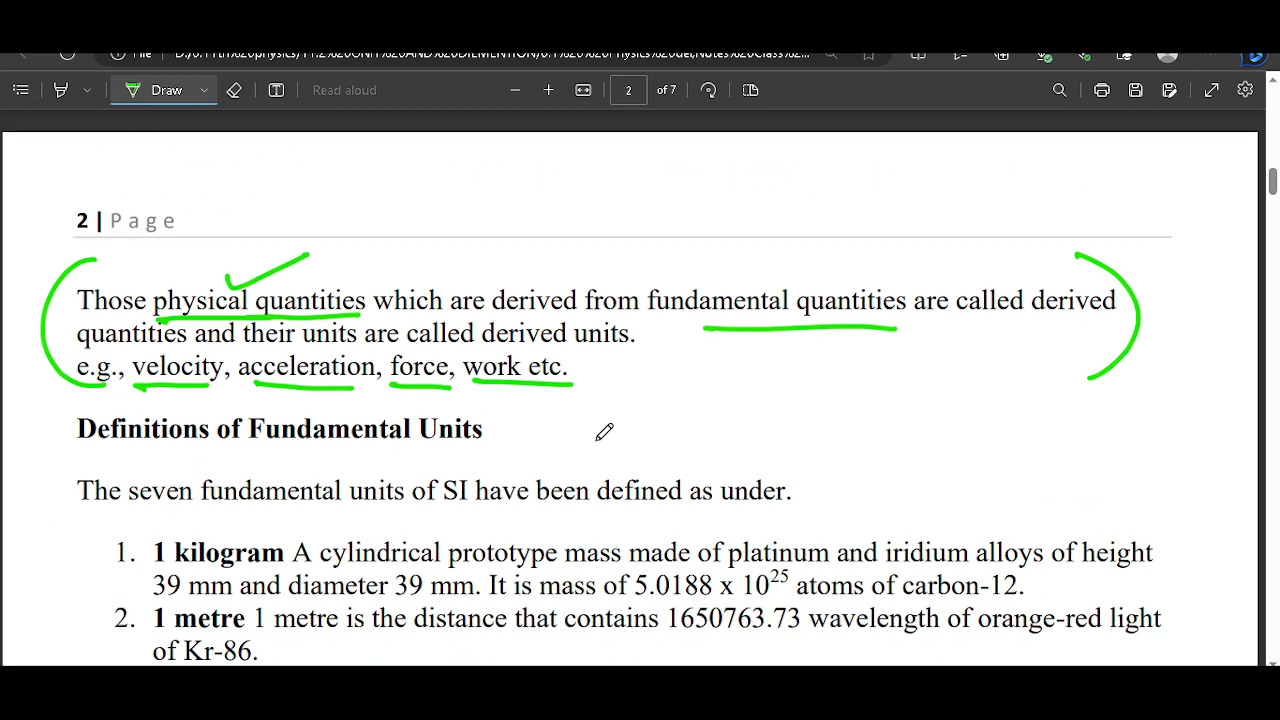 File
Draw
Read aloud
2
of 7
2 | Page
Those physical quantities which are derived from fundamental quantities are called derived
quantities and their units are called derived units.
e.g., velocity, acceleration, force, work etc.
Definitions of Fundamental Units
The seven fundamental units of SI have been defined as under.
1. 1 kilogram A cylindrical prototype mass made of platinum and iridium alloys of height
39 mm and diameter 39 mm. It is mass of 5.0188 x 10²⁵ atoms of carbon-12.
2. 1 metre 1 metre is the distance that contains 1650763.73 wavelength of orange-red light
of Kr-86.